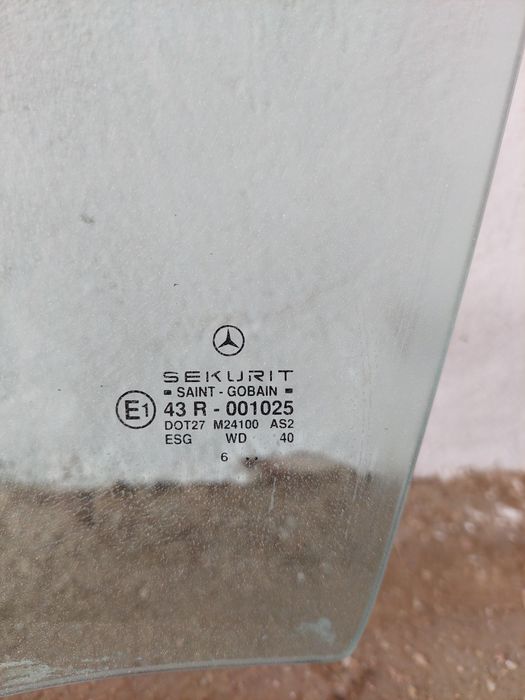 SEKURIT
SAINT - GOBAIN
E1 43 R - 001025
DOT27 M24100 AS2
ESG WD 40
6